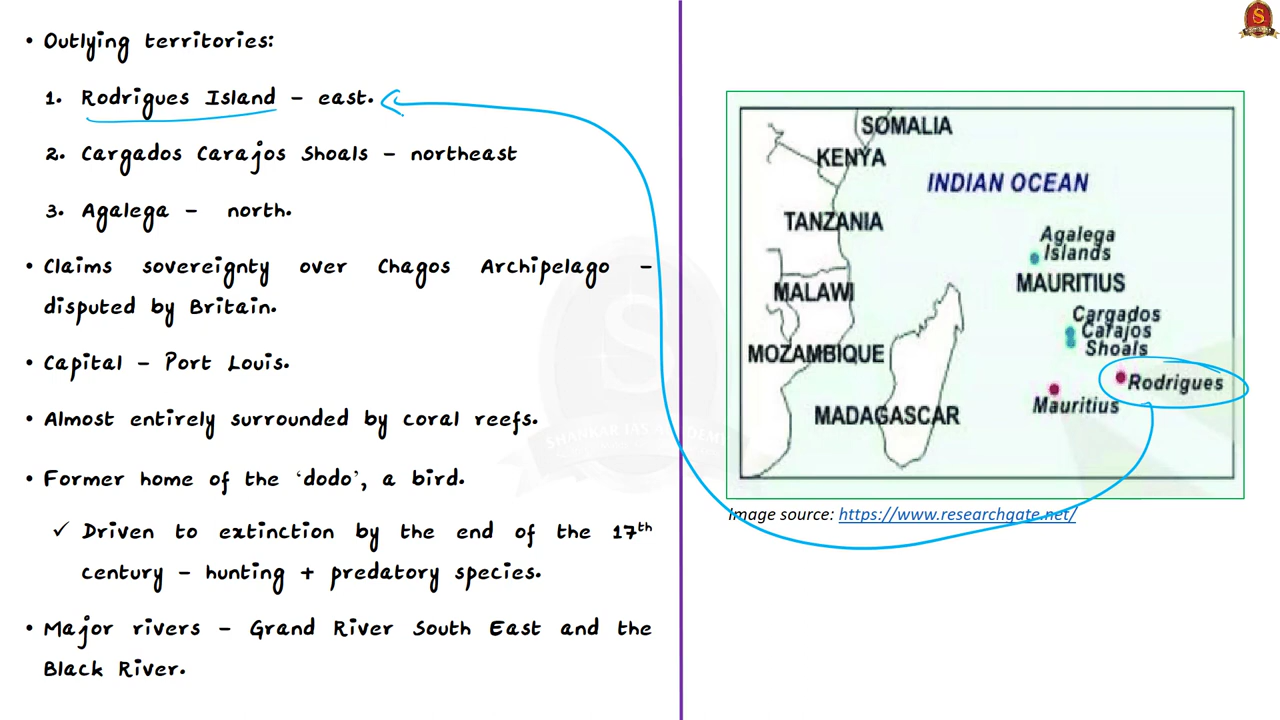 • Outlying territories:
1. Rodrigues Island – east.
2. Cargados Carajos Shoals – northeast
3. Agalega – north.
• Claims sovereignty over Chagos Archipelago –
disputed by Britain.
• Capital – Port Louis.
• Almost entirely surrounded by coral reefs.
• Former home of the ‘dodo’, a bird.
✓ Driven to extinction by the end of the 17th
century – hunting + predatory species.
• Major rivers – Grand River South East and the
Black River.
SOMALIA
KENYA
INDIAN OCEAN
TANZANIA
Agalega
Islands
MAURITIUS
MALAWI
Cargados
Carajos
Shoals
MOZAMBIQUE
Rodrigues
Mauritius
MADAGASCAR
Image source: https://www.researchgate.net/
SHANKAR IAS ACADEMY
S